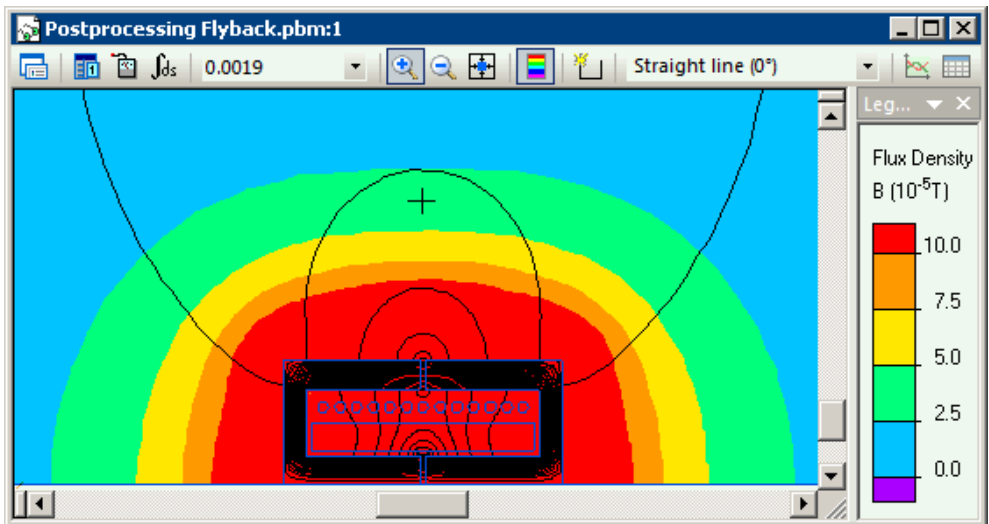 Postprocessing Flyback.pbm:1
∫ds 0.0019 Straight line (0°)
Leg...
Flux Density
B (10⁻⁵T)
10.0
7.5
5.0
2.5
0.0